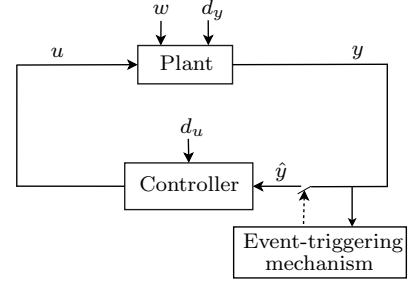 w d_y
u y
Plant
d_u
ŷ
Controller
Event-triggering
mechanism